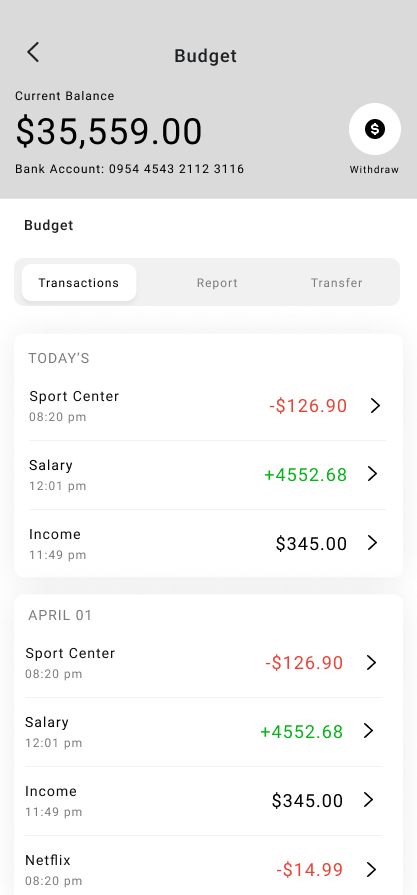 Budget
Current Balance
$35,559.00
Bank Account: 0954 4543 2112 3116
$
Withdraw
Budget
Transactions Report Transfer
TODAY'S
Sport Center
08:20 pm
-$126.90
Salary
12:01 pm
+4552.68
Income
11:49 pm
$345.00
APRIL 01
Sport Center
08:20 pm
-$126.90
Salary
12:01 pm
+4552.68
Income
11:49 pm
$345.00
Netflix
08:20 pm
-$14.99